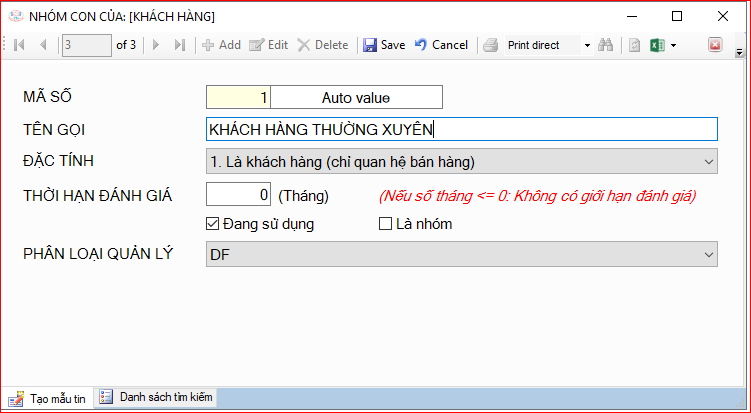 NHÓM CON CỦA: [KHÁCH HÀNG]
3 of 3 Add Edit Delete Save Cancel Print direct
MÃ SỐ 1 Auto value
TÊN GỌI KHÁCH HÀNG THƯỜNG XUYÊN
ĐẶC TÍNH 1. Là khách hàng (chỉ quan hệ bán hàng)
THỜI HẠN ĐÁNH GIÁ 0 (Tháng) (Nếu số tháng <= 0: Không có giới hạn đánh giá)
Đang sử dụng Là nhóm
PHÂN LOẠI QUẢN LÝ DF
Tạo mẫu tin Danh sách tìm kiếm